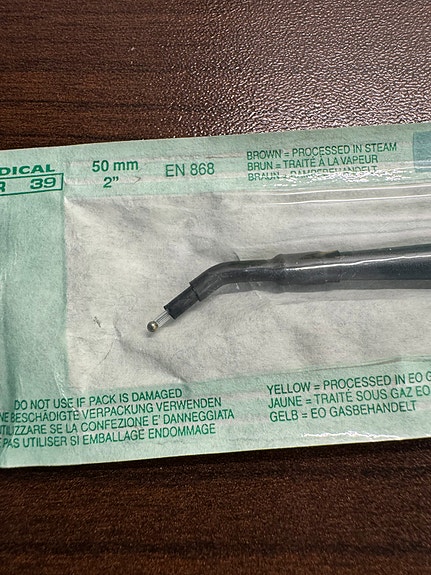 DICAL
R 39
50 mm
2"
EN 868
BROWN = PROCESSED IN STEAM
BRUN = TRAITÉ À LA VAPEUR
BRAUN = DAMPFBEHANDELT
DO NOT USE IF PACK IS DAMAGED
NE BESCHÄDIGTE VERPACKUNG VERWENDEN
UTILIZZARE SE LA CONFEZIONE E' DANNEGGIATA
PAS UTILISER SI EMBALLAGE ENDOMMAGE
YELLOW = PROCESSED IN EO G
JAUNE = TRAITÉ SOUS GAZ EO
GELB = EO GASBEHANDELT